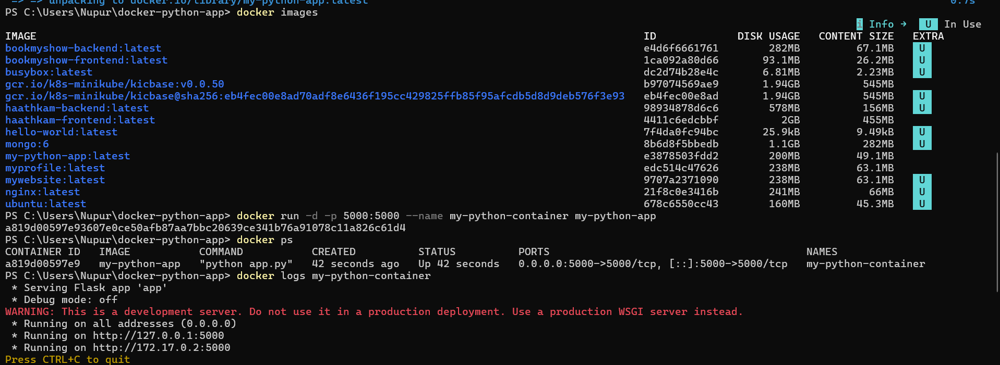 => => unpacking to docker.io/library/my-python-app:latest 0.7s
PS C:\Users\Nupur\docker-python-app> docker images
i Info → U In Use
IMAGE ID DISK USAGE CONTENT SIZE EXTRA
bookmyshow-backend:latest e4d6f6661761 282MB 67.1MB U
bookmyshow-frontend:latest 1ca092a80d66 93.1MB 26.2MB U
busybox:latest dc2d74b28e4c 6.81MB 2.23MB U
gcr.io/k8s-minikube/kicbase:v0.0.50 b97074569ae9 1.94GB 545MB
gcr.io/k8s-minikube/kicbase@sha256:eb4fec00e8ad70adf8e6436f195cc429825ffb85f95afcdb5d8d9deb576f3e93 eb4fec00e8ad 1.94GB 545MB U
haathkam-backend:latest 98934878d6c6 578MB 156MB U
haathkam-frontend:latest 4411c6edcbbf 2GB 455MB
hello-world:latest 7f4da0fc94bc 25.9kB 9.49kB U
mongo:6 8b6d8f5bbedb 1.1GB 282MB U
my-python-app:latest e3878503fdd2 200MB 49.1MB
myprofile:latest edc514c47626 238MB 63.1MB
mywebsite:latest 9707a2371090 238MB 63.1MB U
nginx:latest 21f8c0e3416b 241MB 66MB U
ubuntu:latest 678c6550cc43 160MB 45.3MB U
PS C:\Users\Nupur\docker-python-app> docker run -d -p 5000:5000 --name my-python-container my-python-app
a819d00597e93607e0ce50afb87aa7bbc20639ce341b76a91078c11a826c61d4
PS C:\Users\Nupur\docker-python-app> docker ps
CONTAINER ID IMAGE COMMAND CREATED STATUS PORTS NAMES
a819d00597e9 my-python-app "python app.py" 42 seconds ago Up 42 seconds 0.0.0.0:5000->5000/tcp, [::]:5000->5000/tcp my-python-container
PS C:\Users\Nupur\docker-python-app> docker logs my-python-container
* Serving Flask app 'app'
* Debug mode: off
WARNING: This is a development server. Do not use it in a production deployment. Use a production WSGI server instead.
* Running on all addresses (0.0.0.0)
* Running on http://127.0.0.1:5000
* Running on http://172.17.0.2:5000
Press CTRL+C to quit